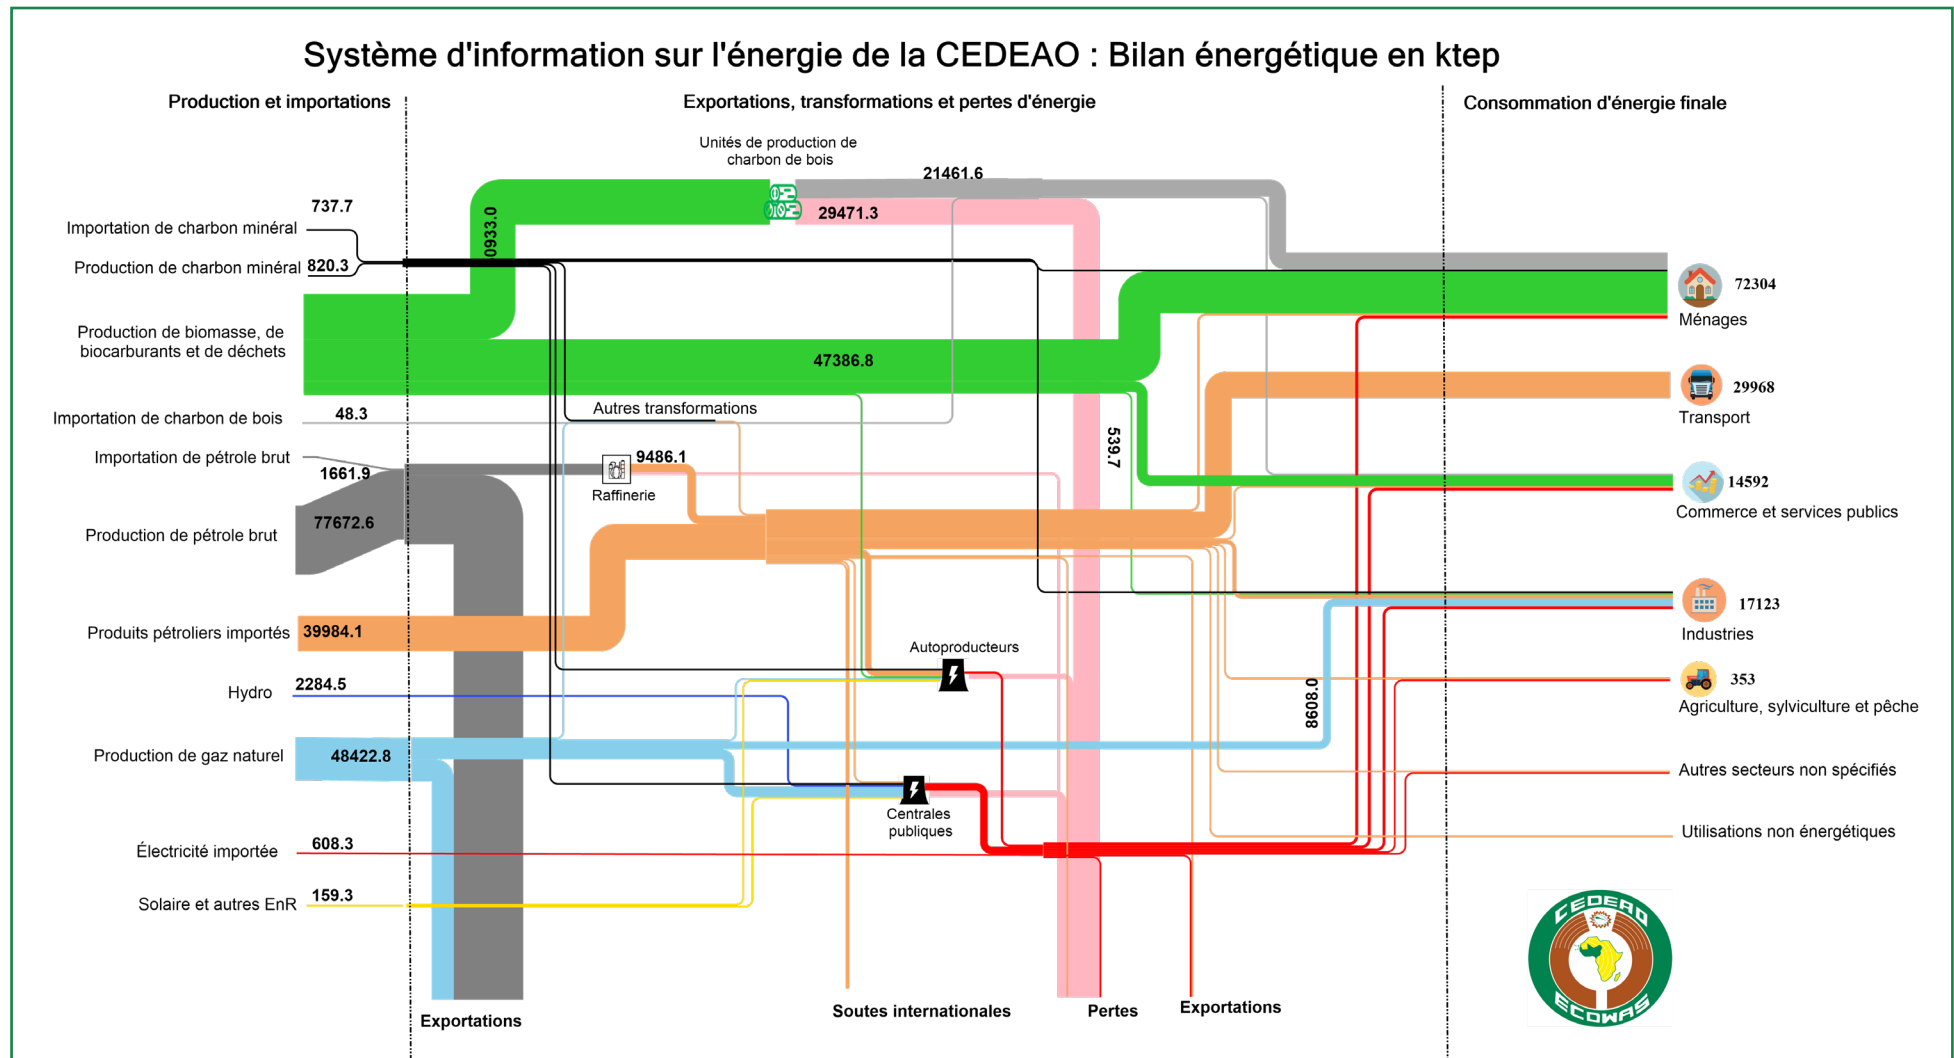 Système d'information sur l'énergie de la CEDEAO : Bilan énergétique en ktep
Production et importations
Exportations, transformations et pertes d'énergie
Consommation d'énergie finale
Unités de production de
charbon de bois
21461.6
29471.3
0933.0
737.7
Importation de charbon minéral
Production de charbon minéral
820.3
Production de biomasse, de
biocarburants et de déchets
47386.8
Importation de charbon de bois
48.3
Autres transformations
Importation de pétrole brut
1661.9
9486.1
Raffinerie
539.7
Production de pétrole brut
77672.6
Produits pétroliers importés
39984.1
Autoproducteurs
Hydro
2284.5
8608.0
Production de gaz naturel
48422.8
Centrales
publiques
Électricité importée
608.3
Solaire et autres EnR
159.3
Exportations
Soutes internationales
Pertes
Exportations
72304
Ménages
29968
Transport
14592
Commerce et services publics
17123
Industries
353
Agriculture, sylviculture et pêche
Autres secteurs non spécifiés
Utilisations non énergétiques
CEDEAO
ECOWAS